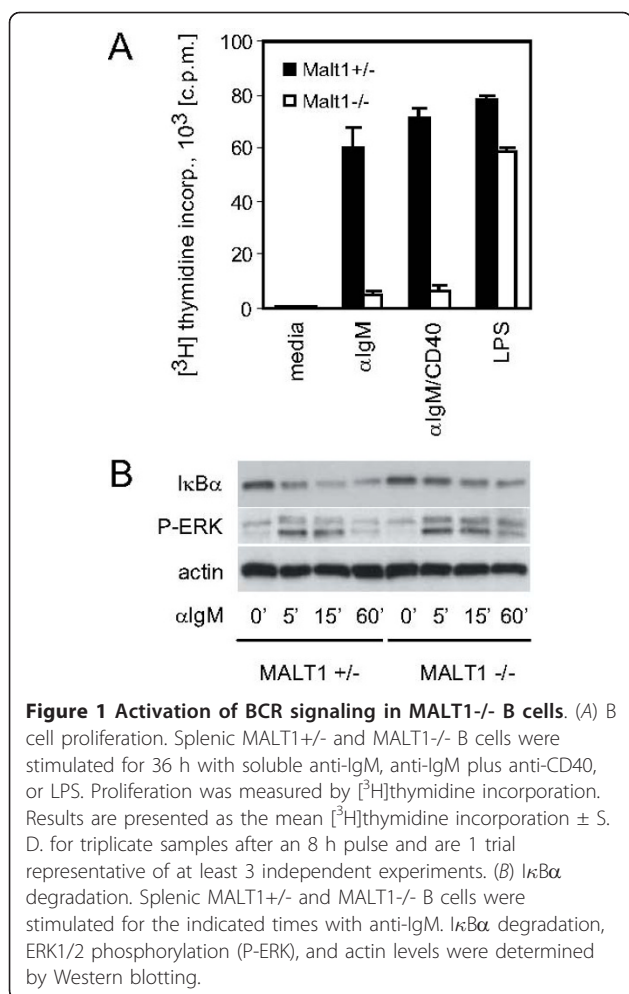 A
[³H] thymidine incorp., 10³ [c.p.m.]
100
80
60
40
20
0
Malt1+/-
Malt1-/-
media
αIgM
αIgM/CD40
LPS
B
IκBα
P-ERK
actin
αIgM 0' 5' 15' 60' 0' 5' 15' 60'
MALT1 +/- MALT1 -/-
Figure 1 Activation of BCR signaling in MALT1-/- B cells. (A) B
cell proliferation. Splenic MALT1+/- and MALT1-/- B cells were
stimulated for 36 h with soluble anti-IgM, anti-IgM plus anti-CD40,
or LPS. Proliferation was measured by [³H]thymidine incorporation.
Results are presented as the mean [³H]thymidine incorporation ± S.
D. for triplicate samples after an 8 h pulse and are 1 trial
representative of at least 3 independent experiments. (B) IκBα
degradation. Splenic MALT1+/- and MALT1-/- B cells were
stimulated for the indicated times with anti-IgM. IκBα degradation,
ERK1/2 phosphorylation (P-ERK), and actin levels were determined
by Western blotting.